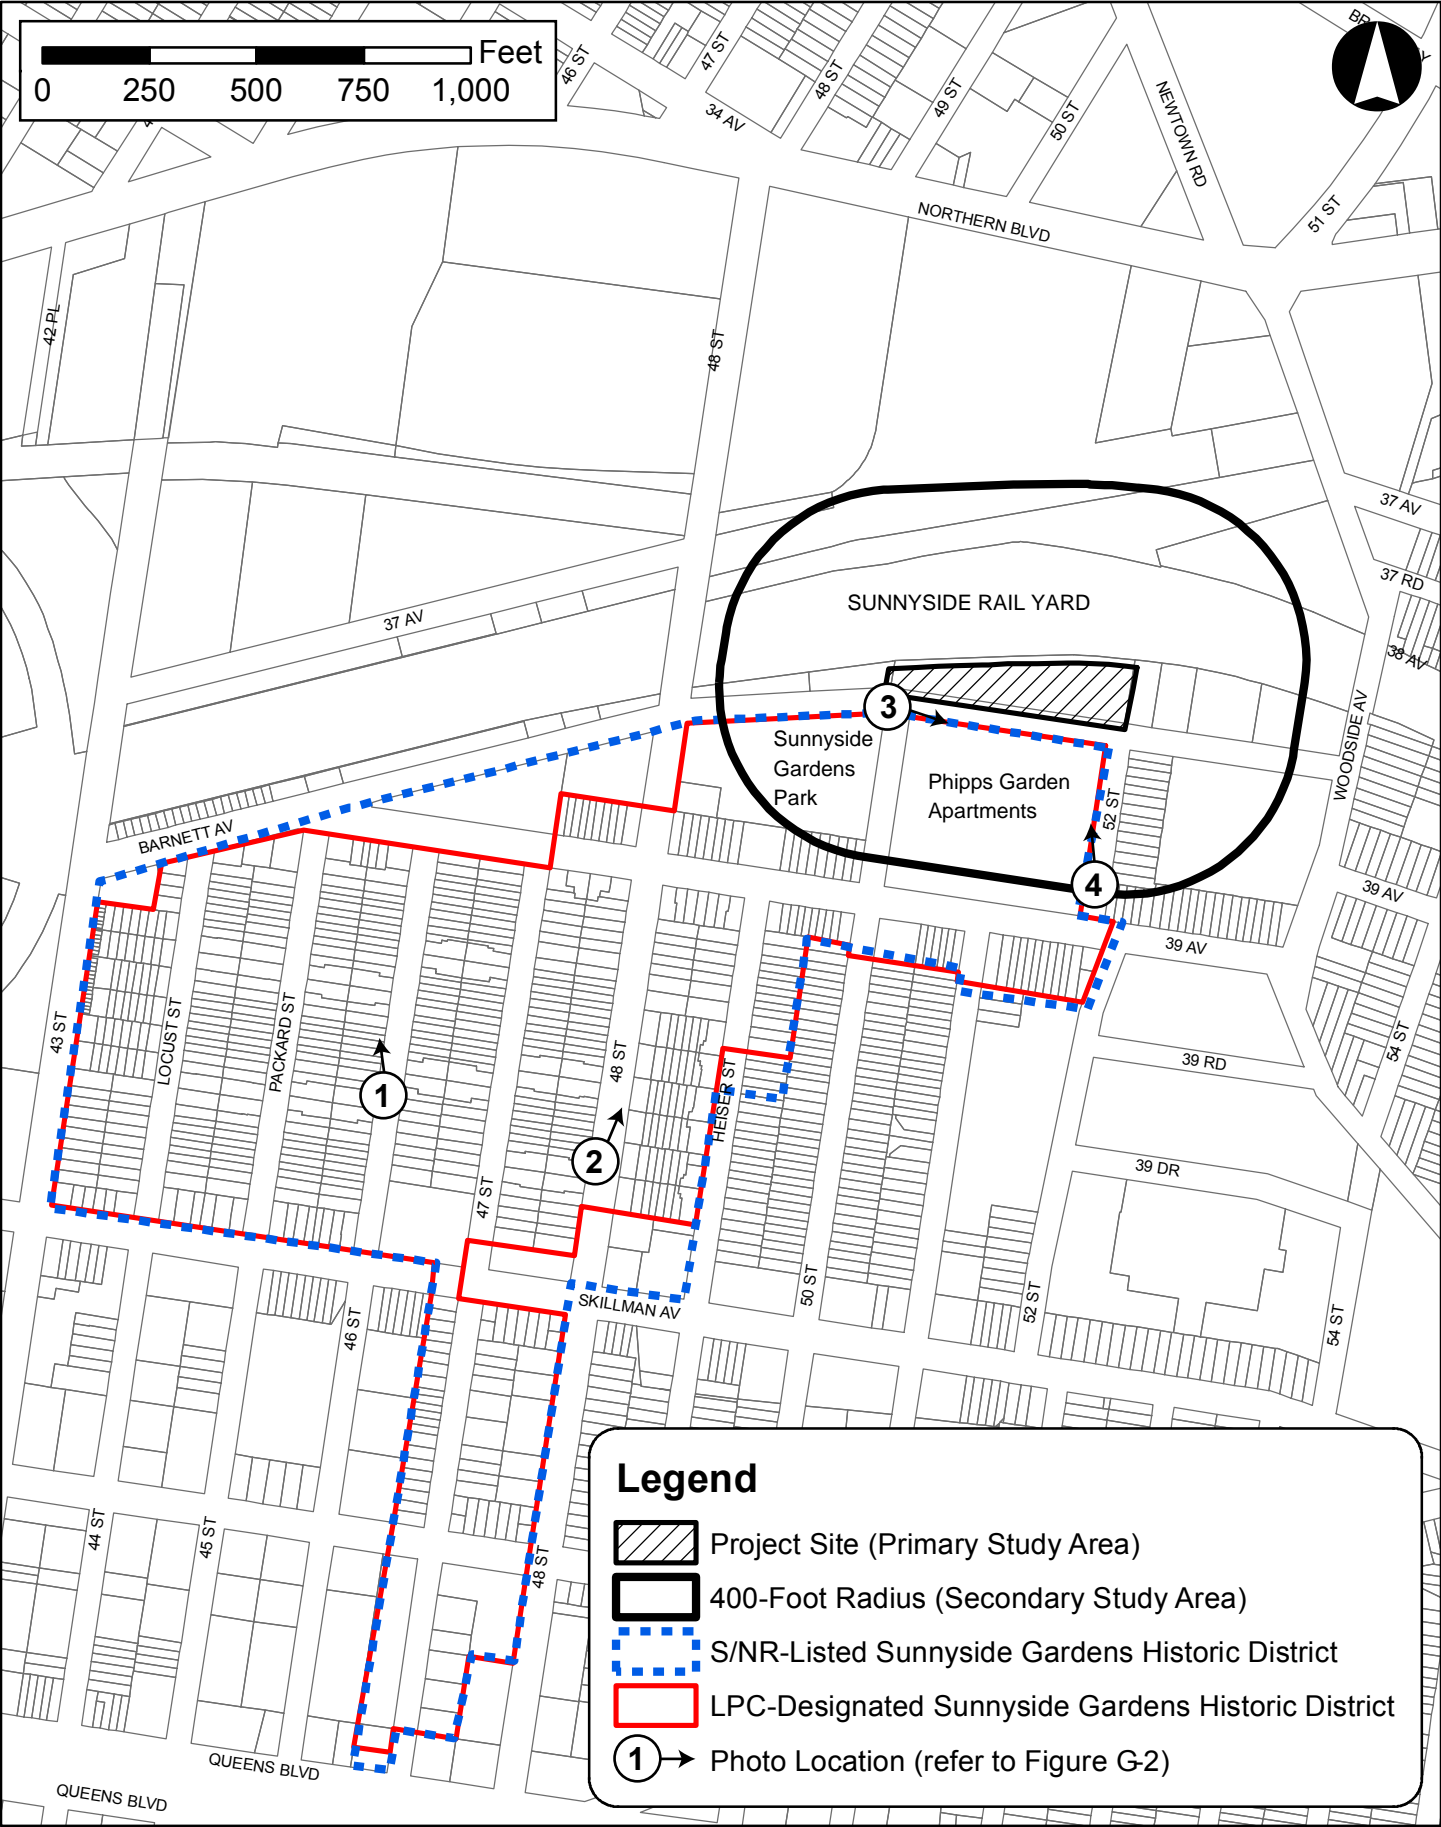 Feet
0 250 500 750 1,000
46 ST
47 ST
48 ST
49 ST
50 ST
34 AV
NEWTOWN RD
51 ST
NORTHERN BLVD
42 PL
48 ST
37 AV
37 RD
38 AV
SUNNYSIDE RAIL YARD
37 AV
3
Sunnyside
Gardens
Park
Phipps Garden
Apartments
52 ST
WOODSIDE AV
BARNETT AV
4
39 AV
39 AV
43 ST
LOCUST ST
PACKARD ST
1
48 ST
2
HEISER ST
39 RD
54 ST
39 DR
47 ST
50 ST
52 ST
54 ST
SKILLMAN AV
46 ST
44 ST
45 ST
48 ST
QUEENS BLVD
QUEENS BLVD
Legend
Project Site (Primary Study Area)
400-Foot Radius (Secondary Study Area)
S/NR-Listed Sunnyside Gardens Historic District
LPC-Designated Sunnyside Gardens Historic District
1 Photo Location (refer to Figure G-2)